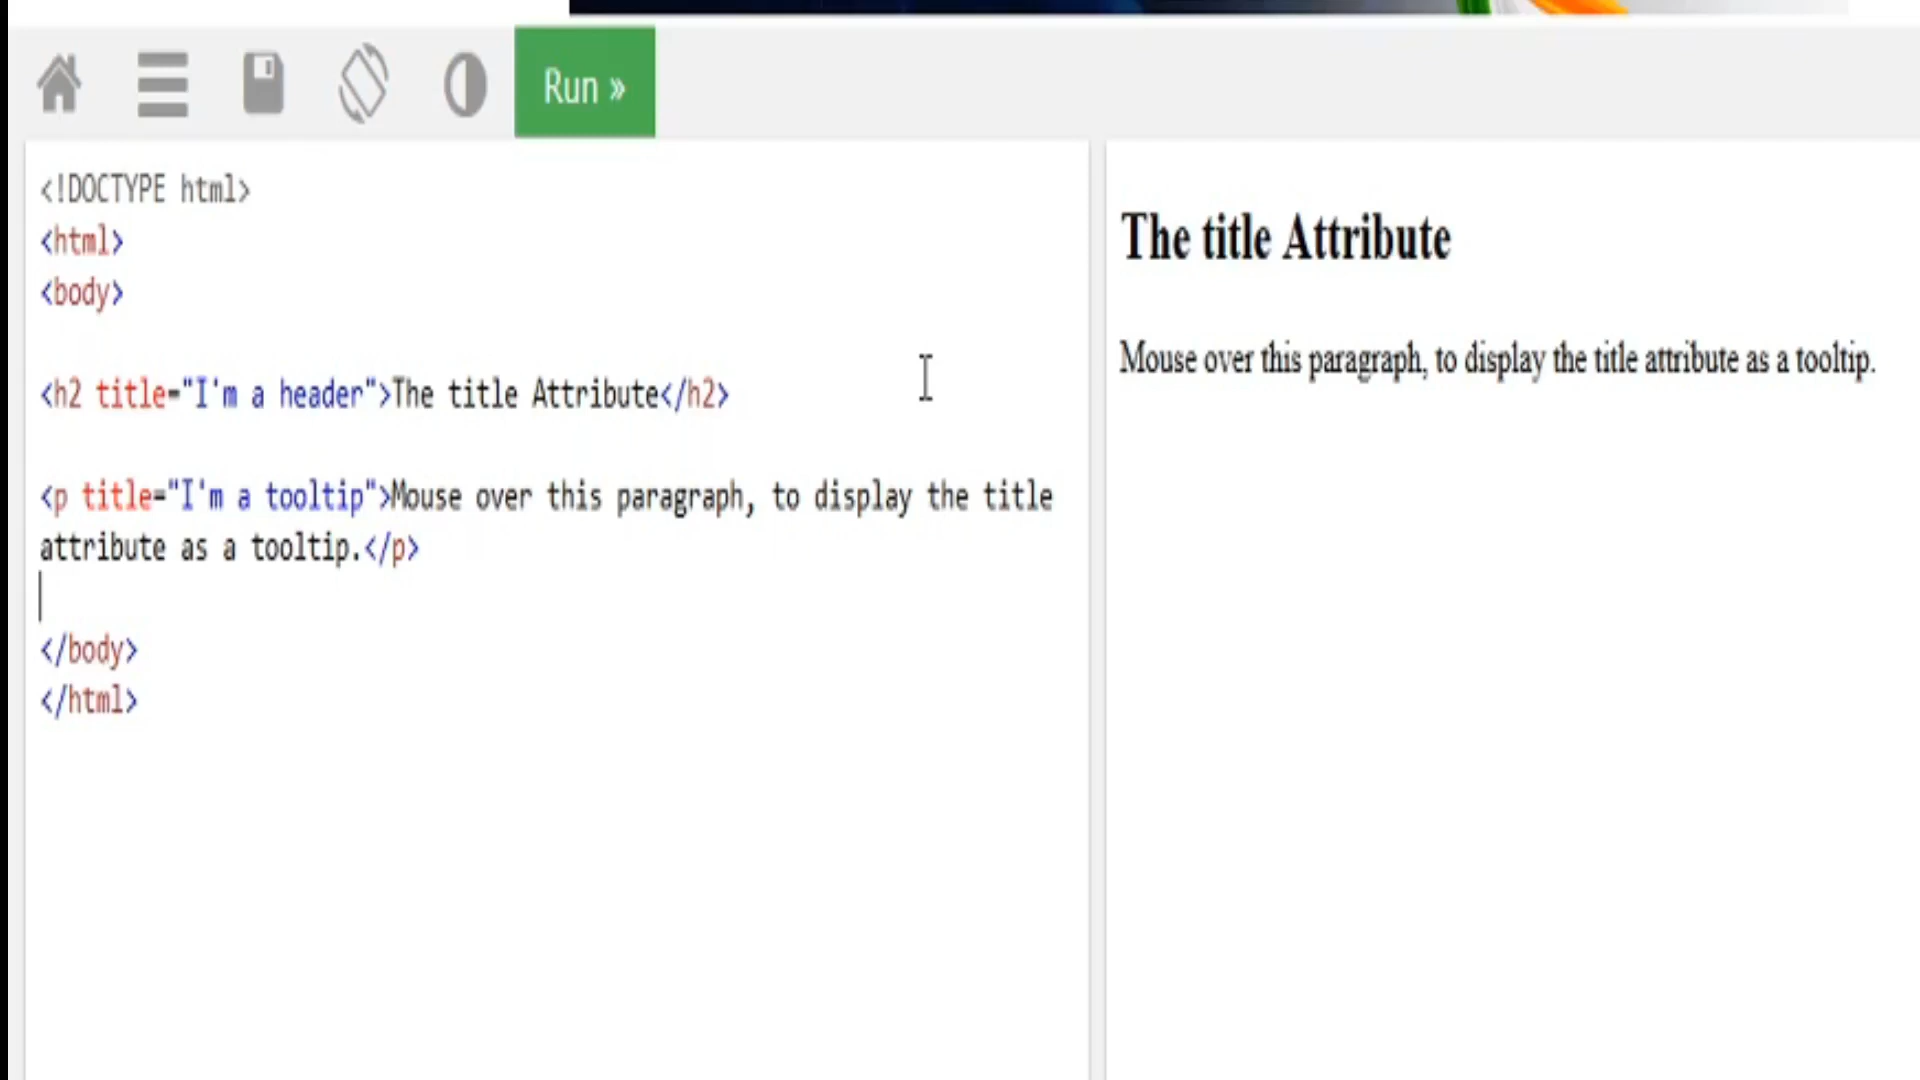 Run »
<!DOCTYPE html>
<html>
<body>
<h2 title="I'm a header">The title Attribute</h2>
<p title="I'm a tooltip">Mouse over this paragraph, to display the title
attribute as a tooltip.</p>
</body>
</html>
The title Attribute
Mouse over this paragraph, to display the title attribute as a tooltip.